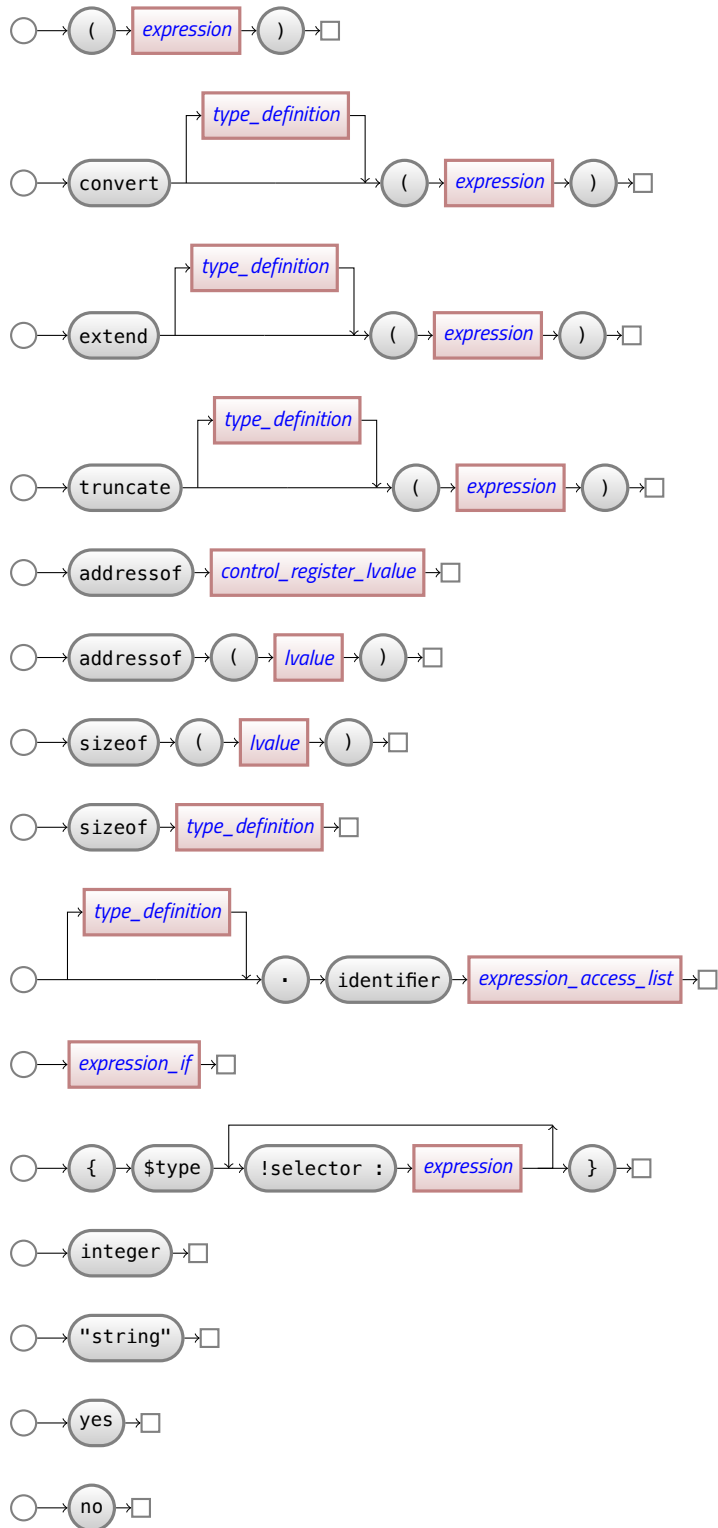 ( expression )
type_definition
convert ( expression )
type_definition
extend ( expression )
type_definition
truncate ( expression )
addressof control_register_lvalue
addressof ( lvalue )
sizeof ( lvalue )
sizeof type_definition
type_definition
. identifier expression_access_list
expression_if
{ $type !selector : expression }
integer
"string"
yes
no